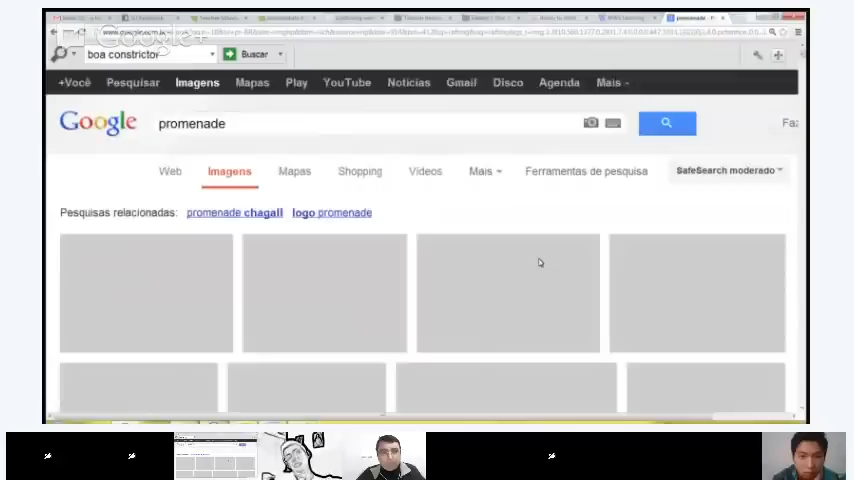 Google+
boa constrictor Buscar
+Você Pesquisar Imagens Mapas Play YouTube Notícias Gmail Disco Agenda Mais
Google promenade
Web Imagens Mapas Shopping Vídeos Mais Ferramentas de pesquisa SafeSearch moderado
Pesquisas relacionadas: promenade chagall logo promenade